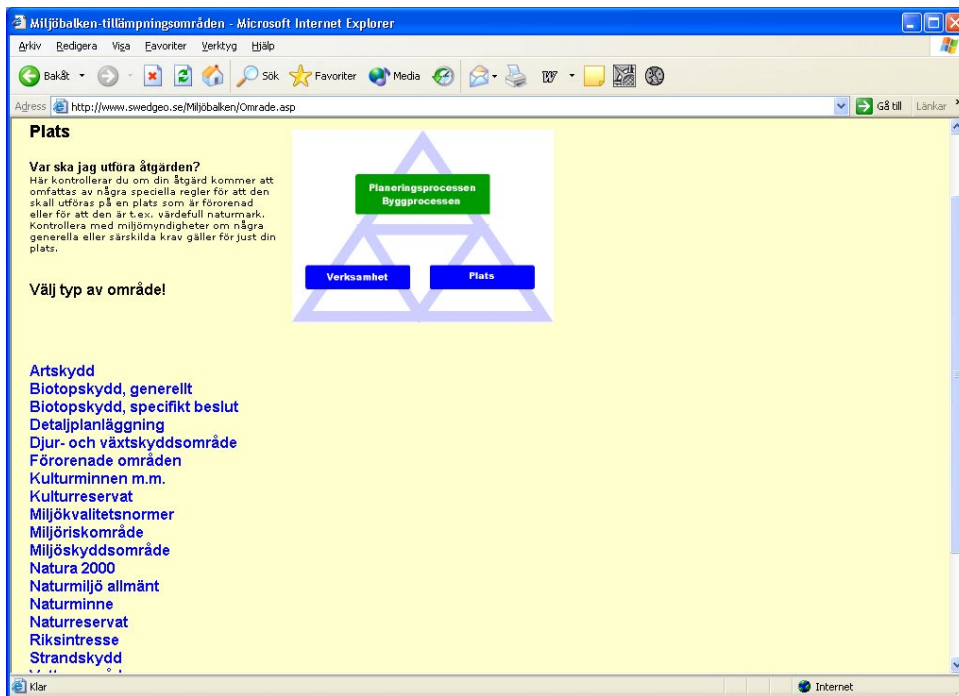 Miljöbalken-tillämpningsområden - Microsoft Internet Explorer
Arkiv Redigera Visa Favoriter Verktyg Hjälp
Bakåt Sök Favoriter Media
Adress http://www.swedgeo.se/Miljöbalken/Omrade.asp Gå till Länkar
Plats
Var ska jag utföra åtgärden?
Här kontrollerar du om din åtgärd kommer att
omfattas av några speciella regler för att den
skall utföras på en plats som är förorenad
eller för att den är t.ex. värdefull naturmark.
Kontrollera med miljömyndigheter om några
generella eller särskilda krav gäller för just din
plats.
Planeringsprocessen
Byggprocessen
Verksamhet
Plats
Välj typ av område!
Artskydd
Biotopskydd, generellt
Biotopskydd, specifikt beslut
Detaljplanläggning
Djur- och växtskyddsområde
Förorenade områden
Kulturminnen m.m.
Kulturreservat
Miljökvalitetsnormer
Miljöriskområde
Miljöskyddsområde
Natura 2000
Naturmiljö allmänt
Naturminne
Naturreservat
Riksintresse
Strandskydd
Klar Internet